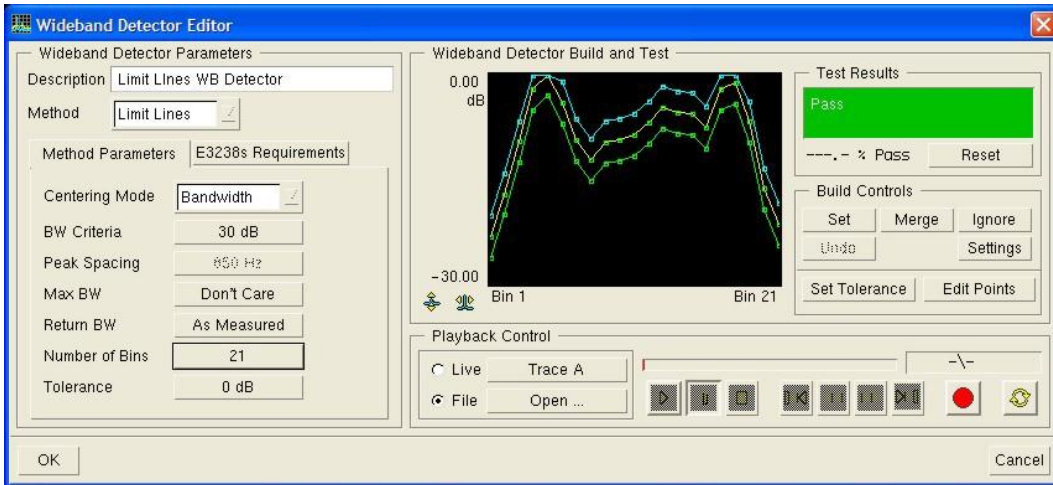 Wideband Detector Editor
Wideband Detector Parameters
Description Limit LInes WB Detector
Method Limit Lines
Method Parameters E3238s Requirements
Centering Mode Bandwidth
BW Criteria 30 dB
Peak Spacing 650 Hz
Max BW Don't Care
Return BW As Measured
Number of Bins 21
Tolerance 0 dB
Wideband Detector Build and Test
0.00
dB
-30.00
Bin 1 Bin 21
Test Results
Pass
---.- % Pass Reset
Build Controls
Set Merge Ignore
Undo Settings
Set Tolerance Edit Points
Playback Control
Live Trace A
File Open ...
-\-
OK Cancel